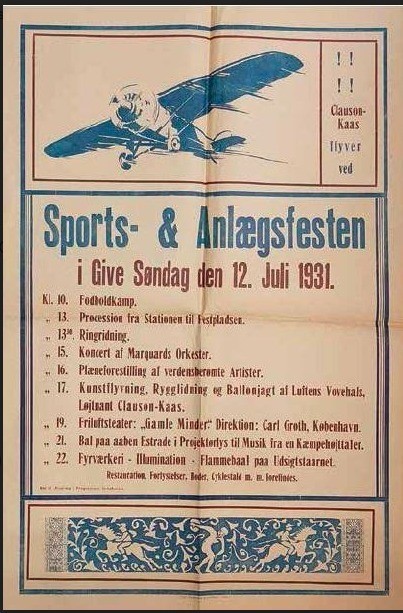 ! !
! !
Clauson-
Kaas
flyver
ved
Sports- & Anlægsfesten
i Give Søndag den 12. Juli 1931.
Kl. 10. Fodboldkamp.
„ 13. Procession fra Stationen til Festpladsen.
„ 13³⁰ Ringridning.
„ 15. Koncert af Marquards Orkester.
„ 16. Plæneforestilling af verdensberømte Artister.
„ 17. Kunstflyvning, Rygglidning og Ballonjagt af Luftens Vovehals,
Løjtnant Clauson-Kaas.
„ 19. Friluftsteater: „Gamle Minder“ Direktion: Carl Groth, København.
„ 21. Bal paa aaben Estrade i Projektørlys til Musik fra en Kæmpehøjttaler.
„ 22. Fyrværkeri - Illumination - Flammebaal paa Udsigtstaarnet.
Restauration, Forlystelser, Boder, Cyklestald m. m. forefindes.